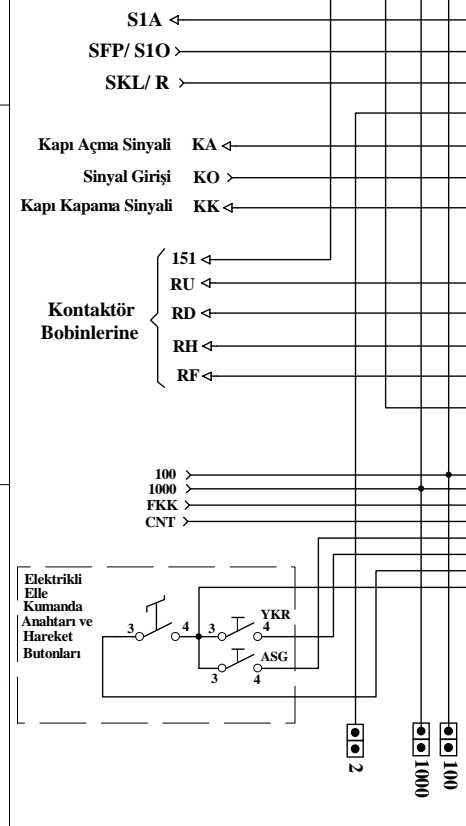 S1A
SFP/ S1O
SKL/ R
Kapı Açma Sinyali KA
Sinyal Girişi KO
Kapı Kapama Sinyali KK
Kontaktör
Bobinlerine
151
RU
RD
RH
RF
100
1000
FKK
CNT
Elektrikli
Elle
Kumanda
Anahtarı ve
Hareket
Butonları
3 4 3 4 YKR
3 4 ASG
2
1000
100